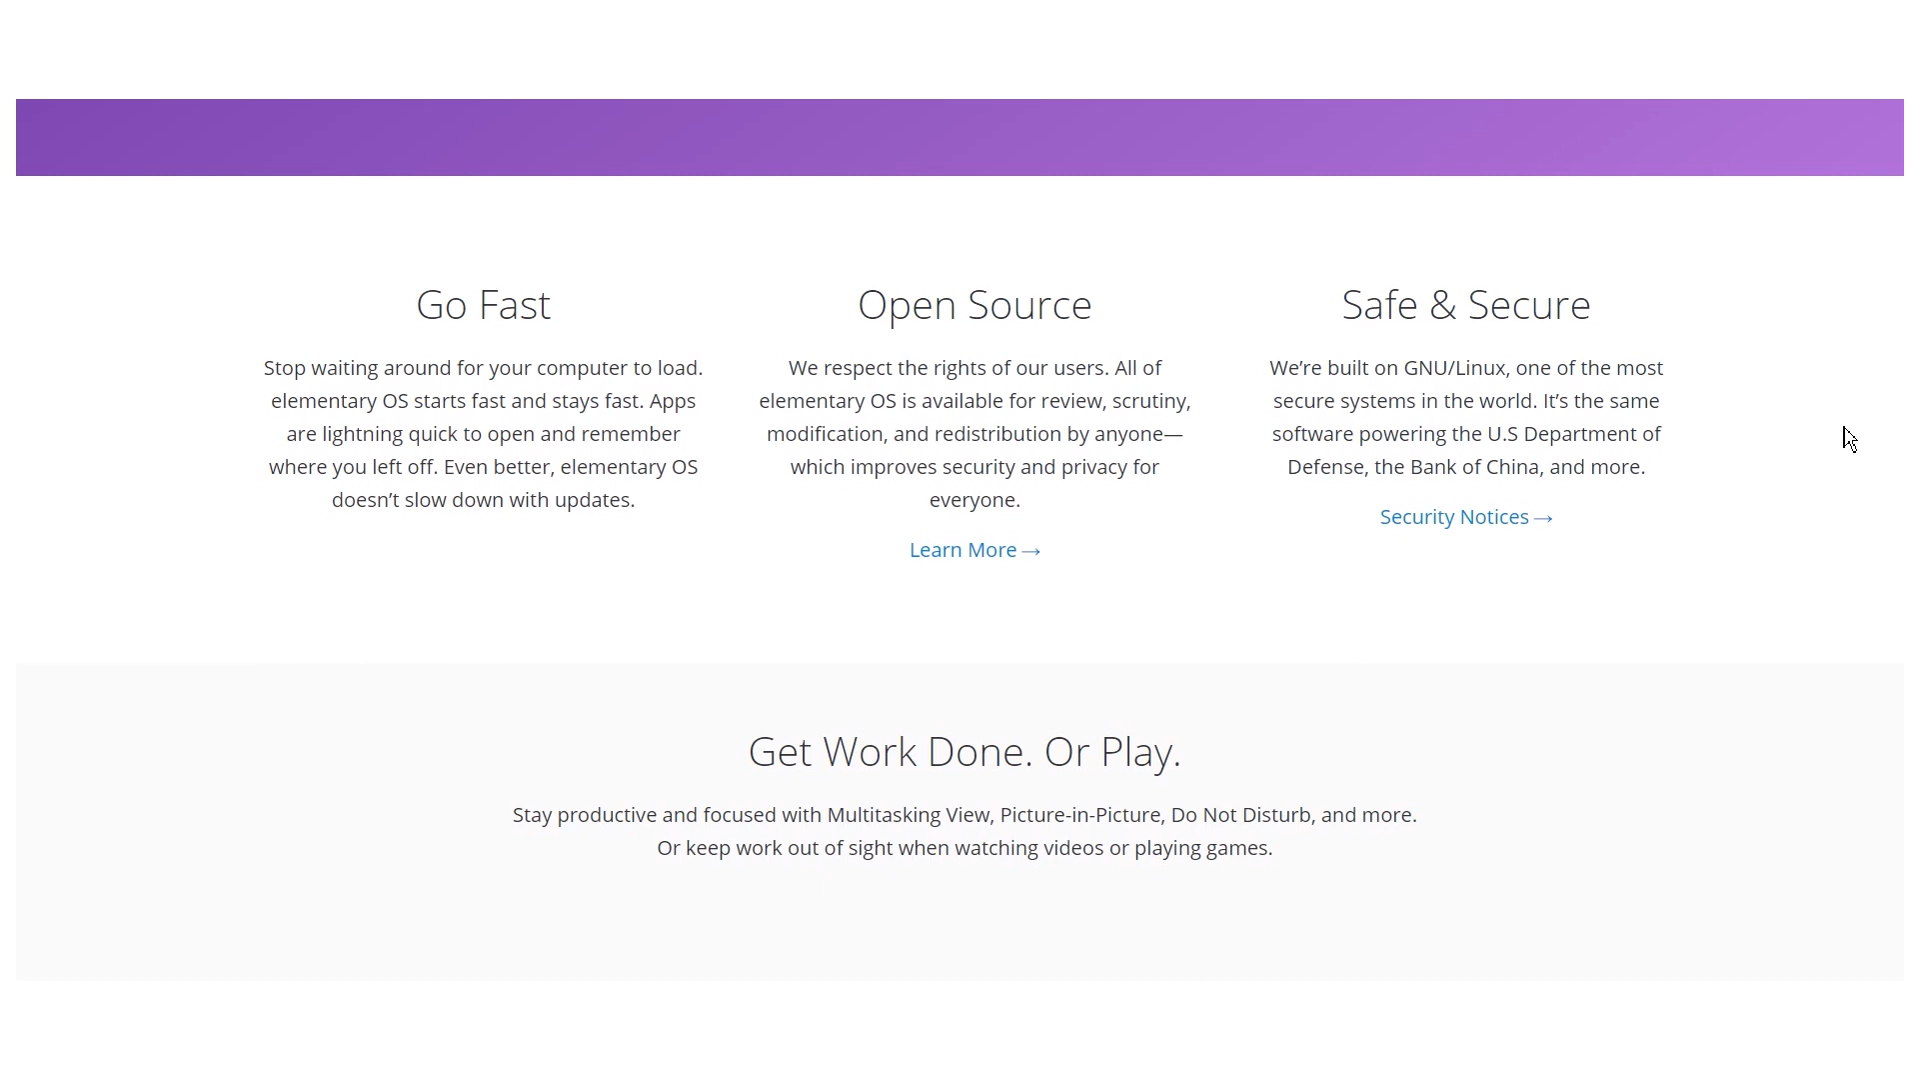 Go Fast
Stop waiting around for your computer to load.
elementary OS starts fast and stays fast. Apps
are lightning quick to open and remember
where you left off. Even better, elementary OS
doesn’t slow down with updates.
Open Source
We respect the rights of our users. All of
elementary OS is available for review, scrutiny,
modification, and redistribution by anyone—
which improves security and privacy for
everyone.
Learn More →
Safe & Secure
We’re built on GNU/Linux, one of the most
secure systems in the world. It’s the same
software powering the U.S Department of
Defense, the Bank of China, and more.
Security Notices →
Get Work Done. Or Play.
Stay productive and focused with Multitasking View, Picture-in-Picture, Do Not Disturb, and more.
Or keep work out of sight when watching videos or playing games.